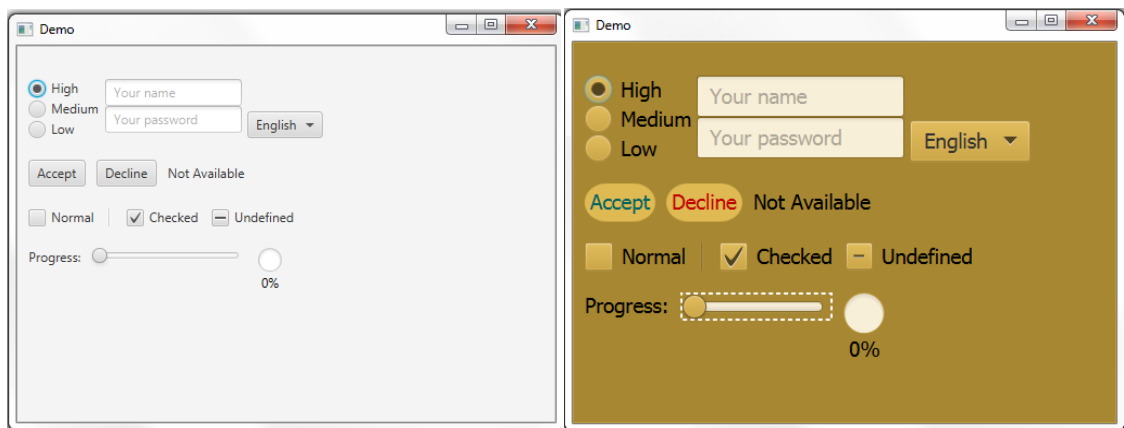 Demo
High
Your name
Medium
Your password
Low
English
Accept
Decline
Not Available
Normal
Checked
Undefined
Progress:
0%
Demo
High
Your name
Medium
Your password
Low
English
Accept
Decline
Not Available
Normal
Checked
Undefined
Progress:
0%